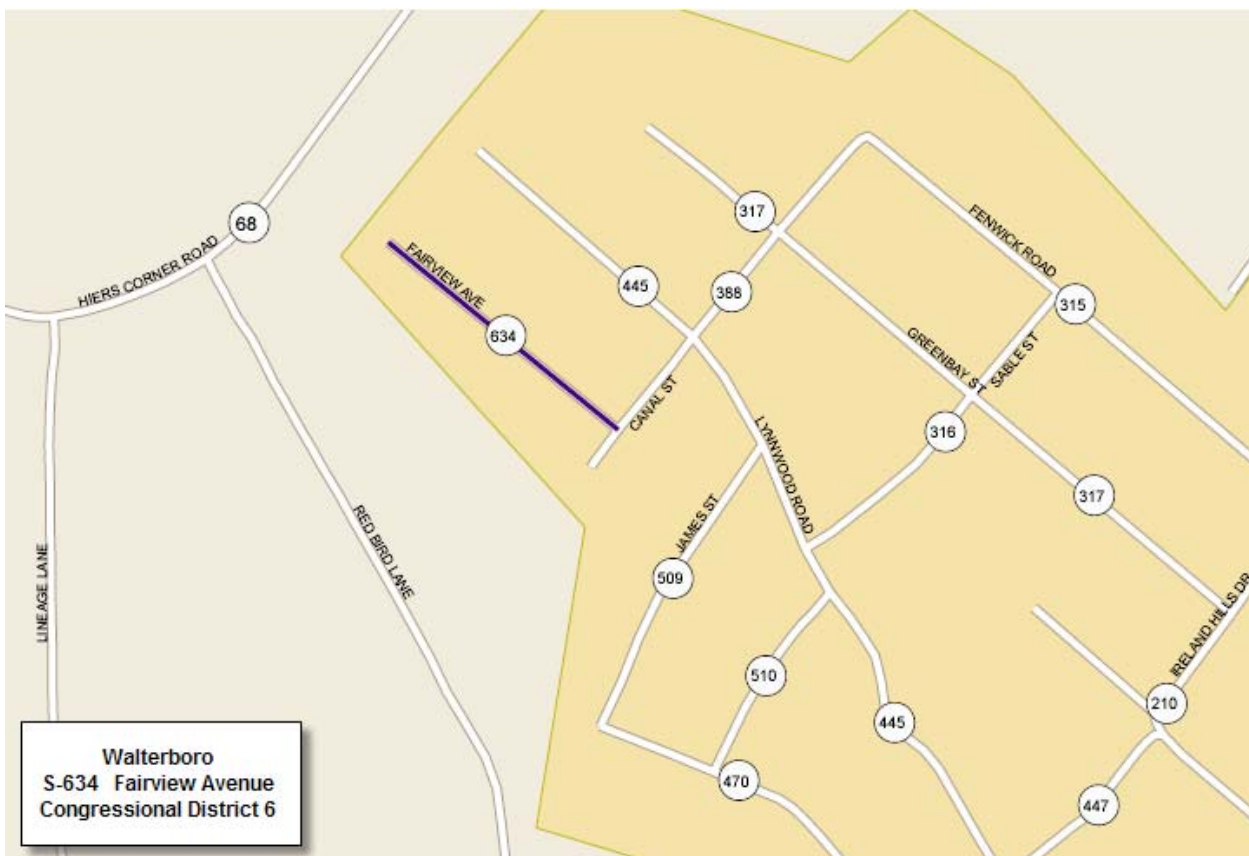 317
FENWICK ROAD
68
HIERS CORNER ROAD
FAIRVIEW AVE
445
388
315
634
GREENBAY ST
SABLE ST
CANAL ST
316
LYNNWOOD ROAD
317
RED BIRD LANE
JAMES ST
509
LINEAGE LANE
510
IRELAND HILLS DR
210
445
470
447
Walterboro
S-634 Fairview Avenue
Congressional District 6